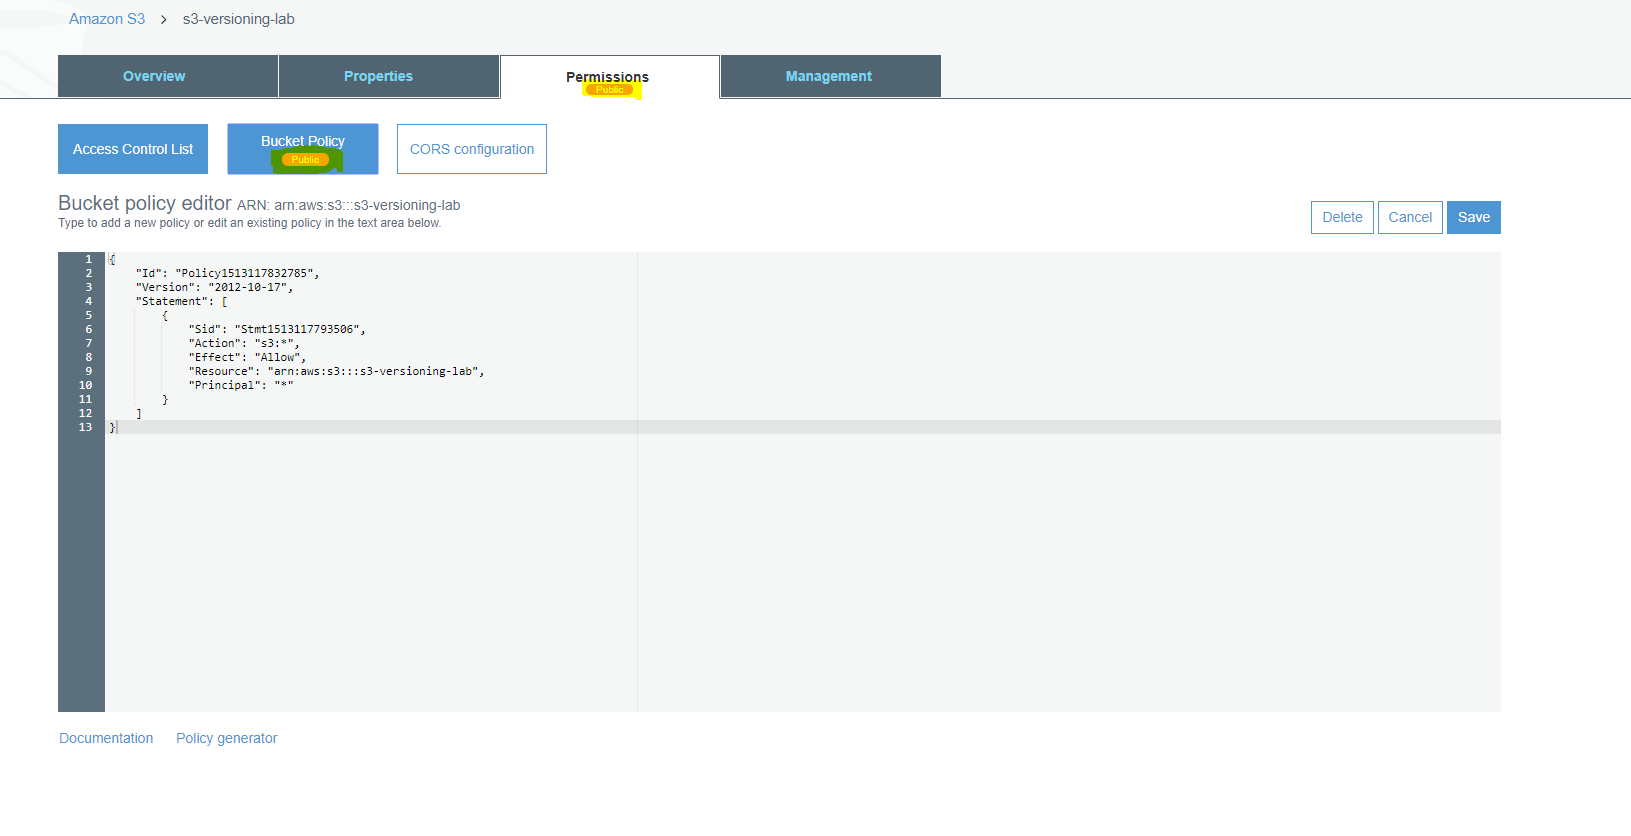 Amazon S3 > s3-versioning-lab
Overview
Properties
Permissions
Public
Management
Access Control List
Bucket Policy
Public
CORS configuration
Bucket policy editor ARN: arn:aws:s3:::s3-versioning-lab
Type to add a new policy or edit an existing policy in the text area below.
Delete
Cancel
Save
1 {
2 "Id": "Policy1513117832785",
3 "Version": "2012-10-17",
4 "Statement": [
5 {
6 "Sid": "Stmt1513117793506",
7 "Action": "s3:*",
8 "Effect": "Allow",
9 "Resource": "arn:aws:s3:::s3-versioning-lab",
10 "Principal": "*"
11 }
12 ]
13 }
Documentation
Policy generator